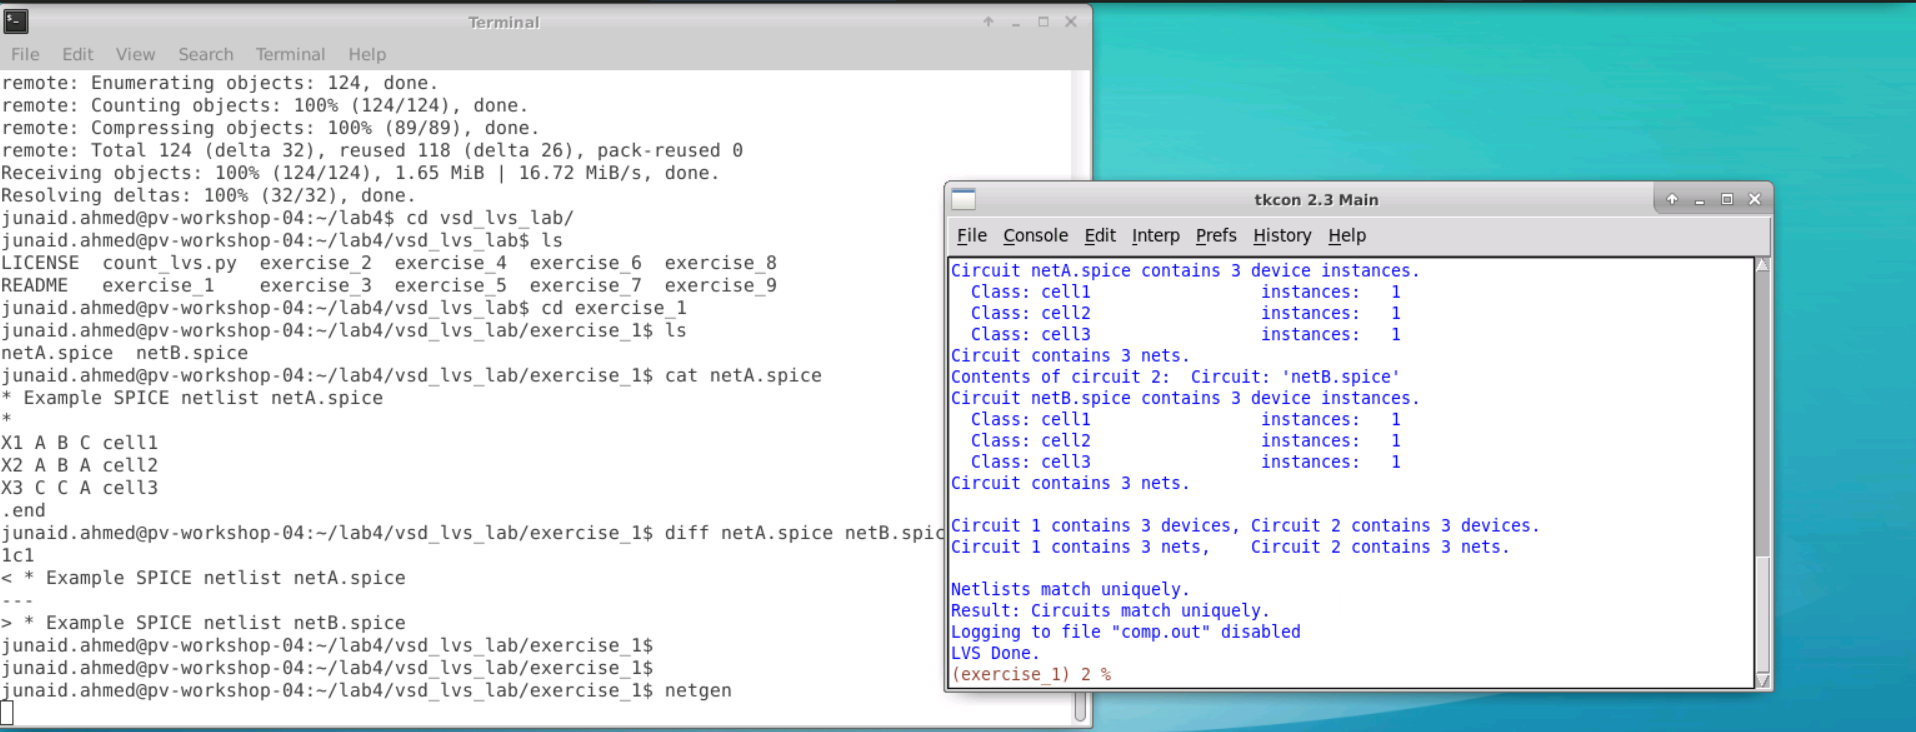 Terminal
File Edit View Search Terminal Help
remote: Enumerating objects: 124, done.
remote: Counting objects: 100% (124/124), done.
remote: Compressing objects: 100% (89/89), done.
remote: Total 124 (delta 32), reused 118 (delta 26), pack-reused 0
Receiving objects: 100% (124/124), 1.65 MiB | 16.72 MiB/s, done.
Resolving deltas: 100% (32/32), done.
junaid.ahmed@pv-workshop-04:~/lab4$ cd vsd_lvs_lab/
junaid.ahmed@pv-workshop-04:~/lab4/vsd_lvs_lab$ ls
LICENSE  count_lvs.py  exercise_2  exercise_4  exercise_6  exercise_8
README   exercise_1    exercise_3  exercise_5  exercise_7  exercise_9
junaid.ahmed@pv-workshop-04:~/lab4/vsd_lvs_lab$ cd exercise_1
junaid.ahmed@pv-workshop-04:~/lab4/vsd_lvs_lab/exercise_1$ ls
netA.spice  netB.spice
junaid.ahmed@pv-workshop-04:~/lab4/vsd_lvs_lab/exercise_1$ cat netA.spice
* Example SPICE netlist netA.spice
*
X1 A B C cell1
X2 A B A cell2
X3 C C A cell3
.end
junaid.ahmed@pv-workshop-04:~/lab4/vsd_lvs_lab/exercise_1$ diff netA.spice netB.spic
1c1
< * Example SPICE netlist netA.spice
---
> * Example SPICE netlist netB.spice
junaid.ahmed@pv-workshop-04:~/lab4/vsd_lvs_lab/exercise_1$
junaid.ahmed@pv-workshop-04:~/lab4/vsd_lvs_lab/exercise_1$
junaid.ahmed@pv-workshop-04:~/lab4/vsd_lvs_lab/exercise_1$ netgen
tkcon 2.3 Main
File Console Edit Interp Prefs History Help
Circuit netA.spice contains 3 device instances.
  Class: cell1                 instances:   1
  Class: cell2                 instances:   1
  Class: cell3                 instances:   1
Circuit contains 3 nets.
Contents of circuit 2:  Circuit: 'netB.spice'
Circuit netB.spice contains 3 device instances.
  Class: cell1                 instances:   1
  Class: cell2                 instances:   1
  Class: cell3                 instances:   1
Circuit contains 3 nets.
Circuit 1 contains 3 devices, Circuit 2 contains 3 devices.
Circuit 1 contains 3 nets,    Circuit 2 contains 3 nets.
Netlists match uniquely.
Result: Circuits match uniquely.
Logging to file "comp.out" disabled
LVS Done.
(exercise_1) 2 %